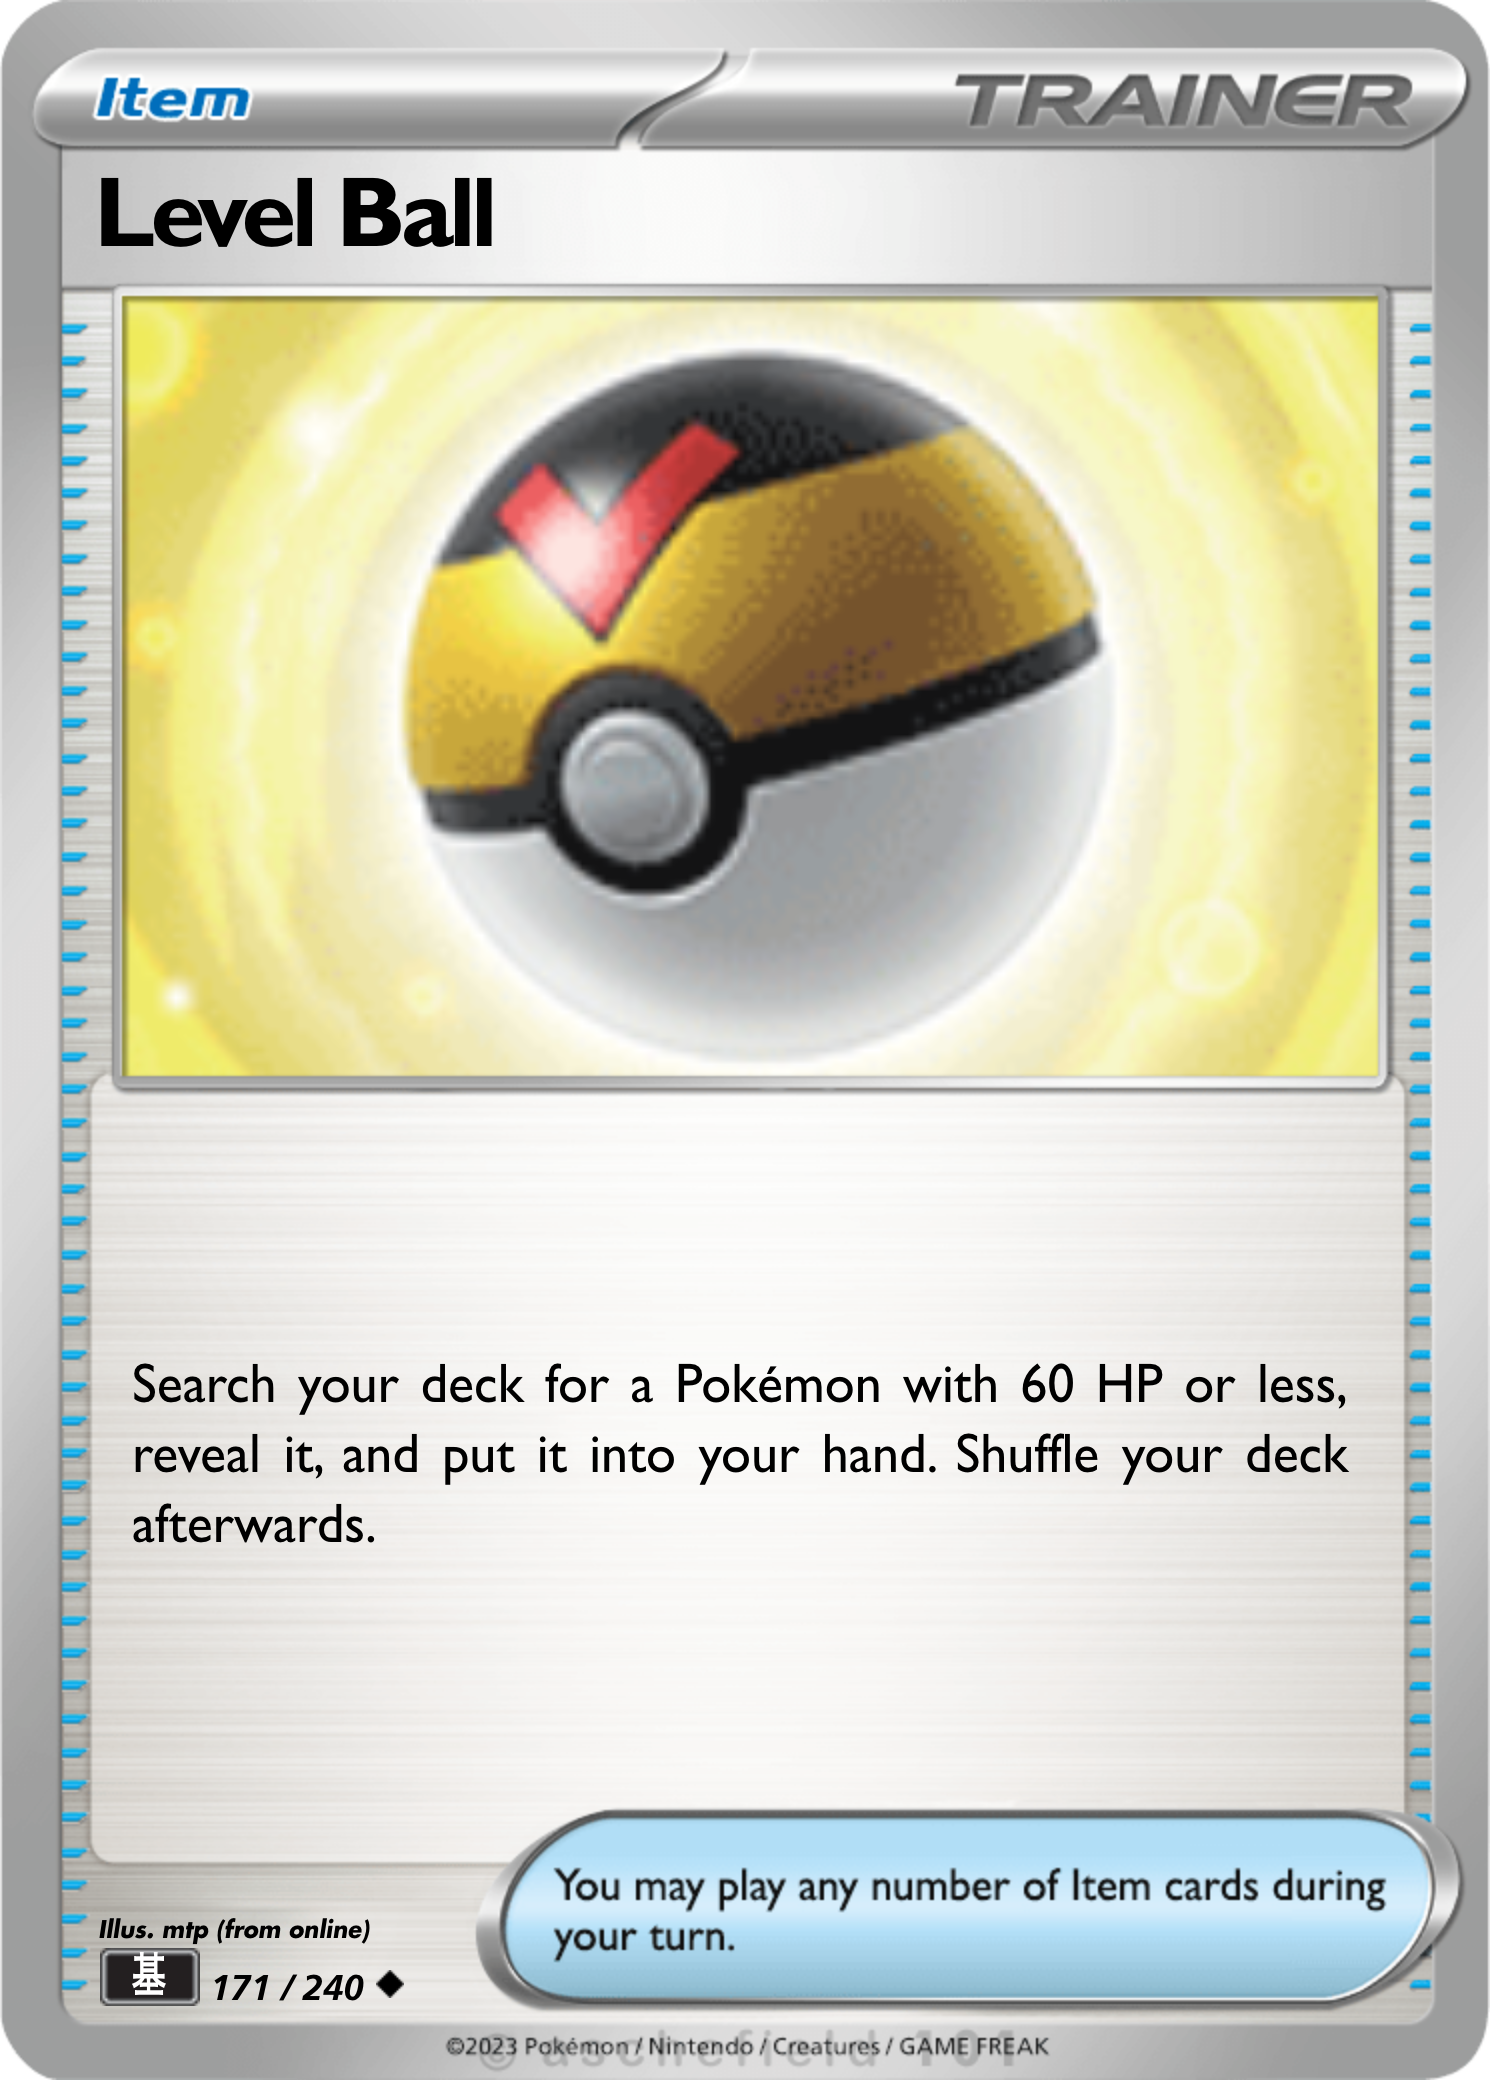 Item
TRAINER
Level Ball
Search your deck for a Pokémon with 60 HP or less,
reveal it, and put it into your hand. Shuffle your deck
afterwards.
You may play any number of Item cards during
your turn.
Illus. mtp (from online)
基 171 / 240
©2023 Pokémon / Nintendo / Creatures / GAME FREAK
© aschefield 101